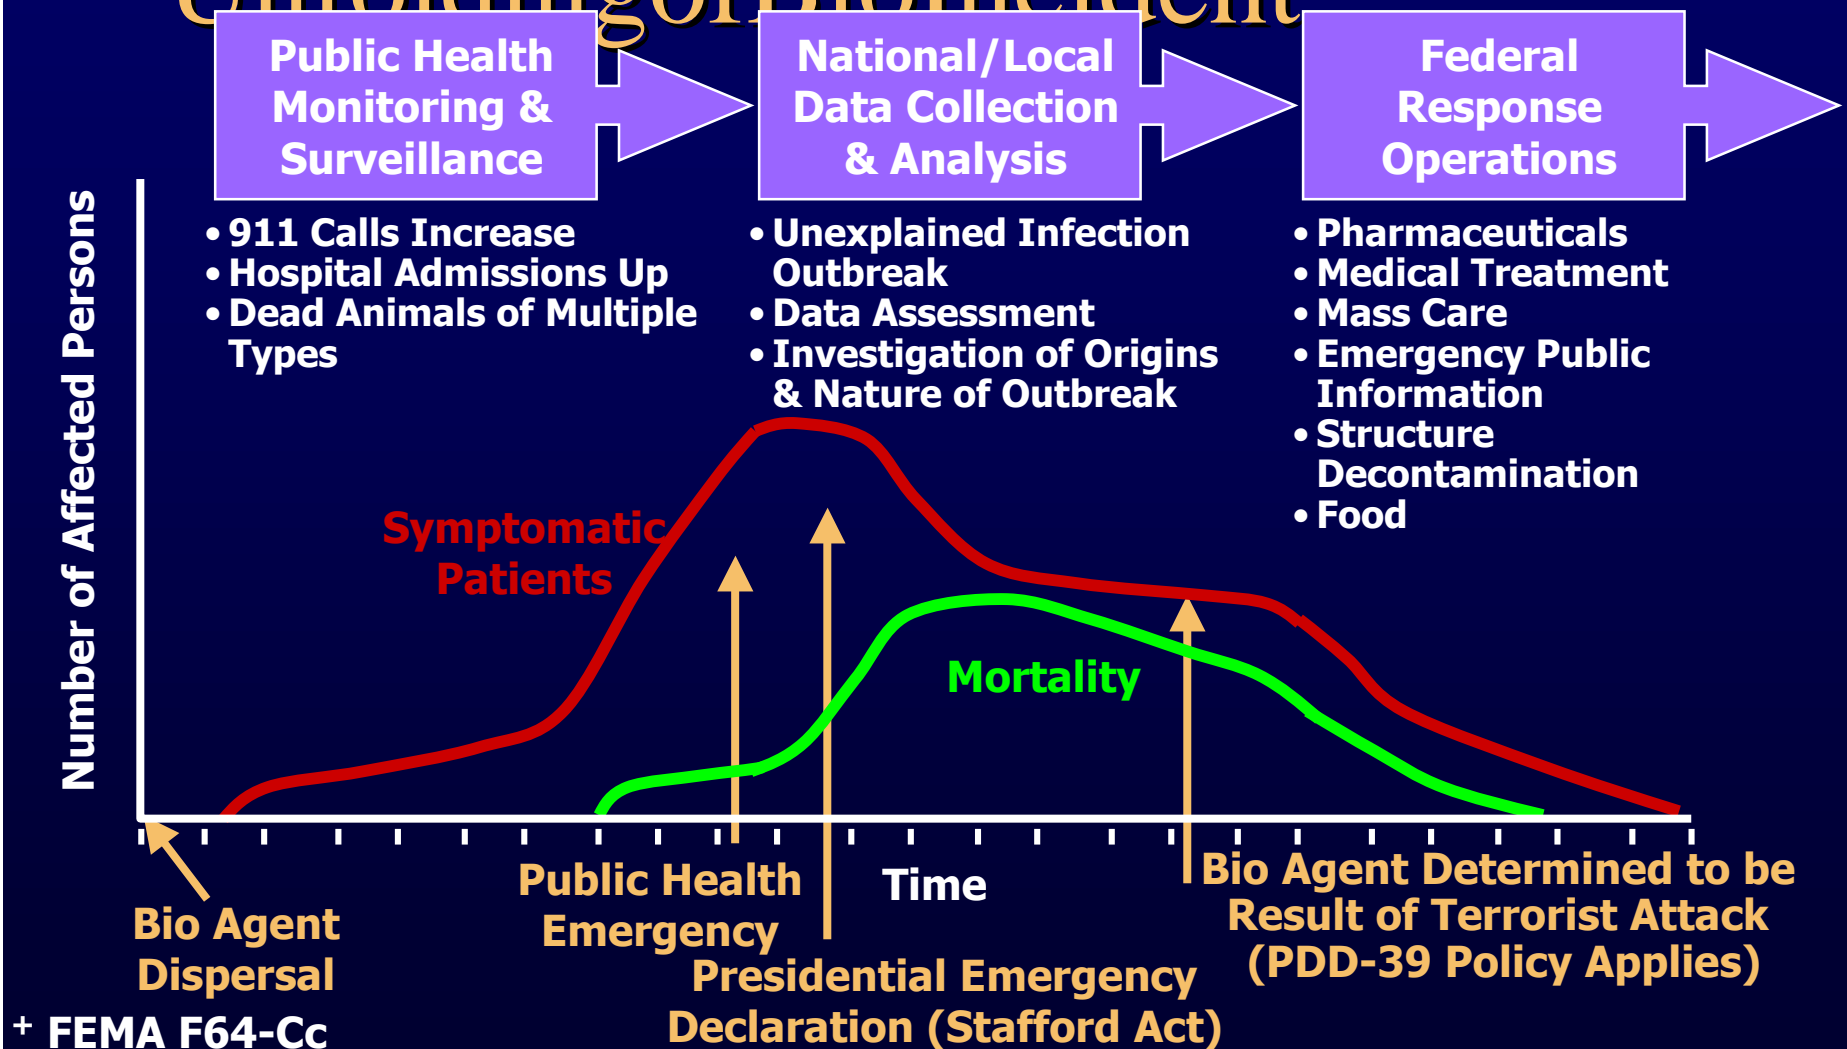 Public Health
Monitoring &
Surveillance
• 911 Calls Increase
• Hospital Admissions Up
• Dead Animals of Multiple
Types
National/Local
Data Collection
& Analysis
• Unexplained Infection
Outbreak
• Data Assessment
• Investigation of Origins
& Nature of Outbreak
Federal
Response
Operations
• Pharmaceuticals
• Medical Treatment
• Mass Care
• Emergency Public
Information
• Structure
Decontamination
• Food
Number of Affected Persons
Symptomatic
Patients
Mortality
Time
Bio Agent
Dispersal
Public Health
Emergency
Presidential Emergency
Declaration (Stafford Act)
Bio Agent Determined to be
Result of Terrorist Attack
(PDD-39 Policy Applies)
+ FEMA F64-Cc